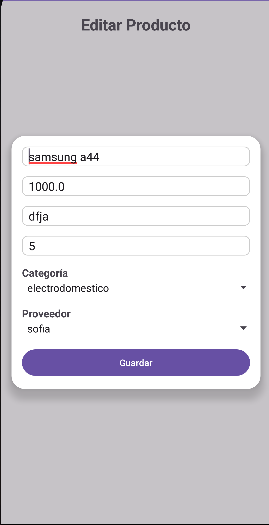 Editar Producto
samsung a44
1000.0
dfja
5
Categoría
electrodomestico
Proveedor
sofia
Guardar